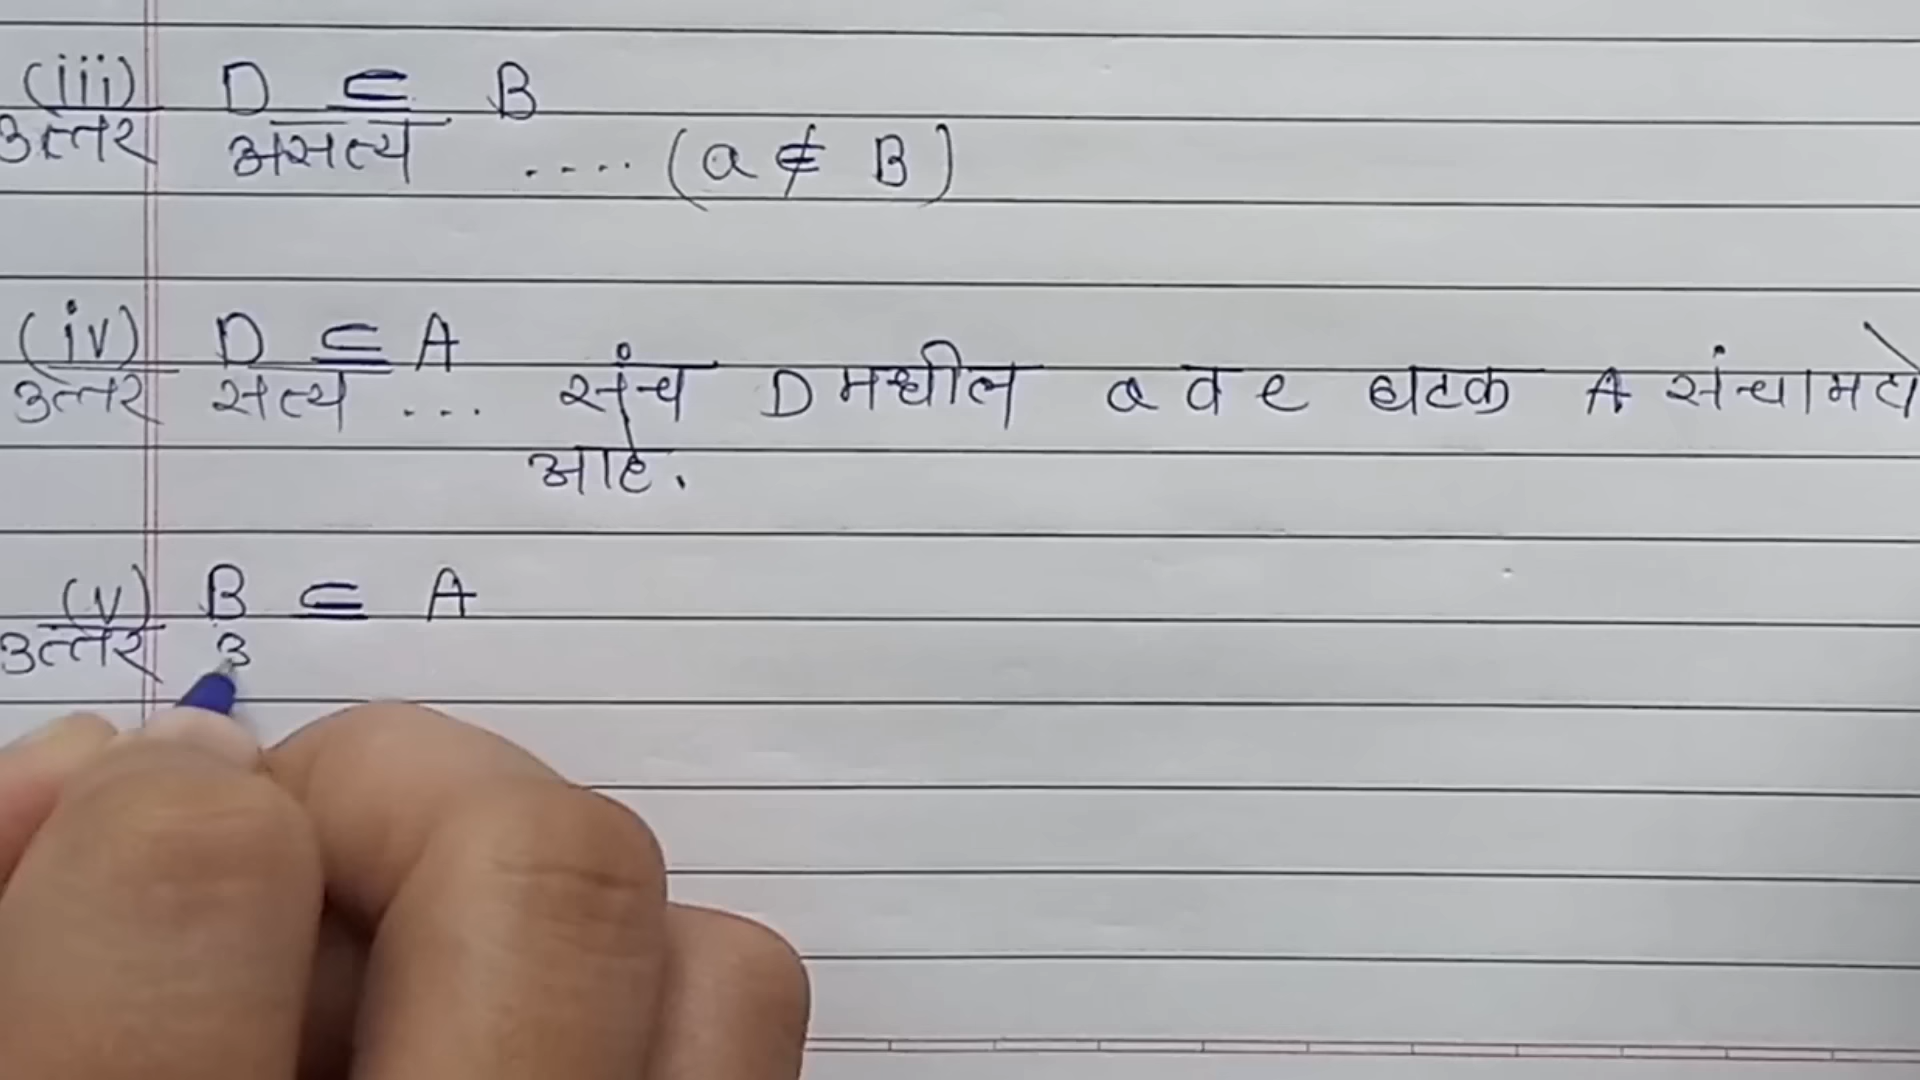 (iii) D ⊆ B
उत्तर असत्य .... (a ∉ B)
(iv) D ⊆ A
उत्तर सत्य ... संच D मधील a व e घटक A संचामध्ये
आहे.
(v) B ⊆ A
उत्तर